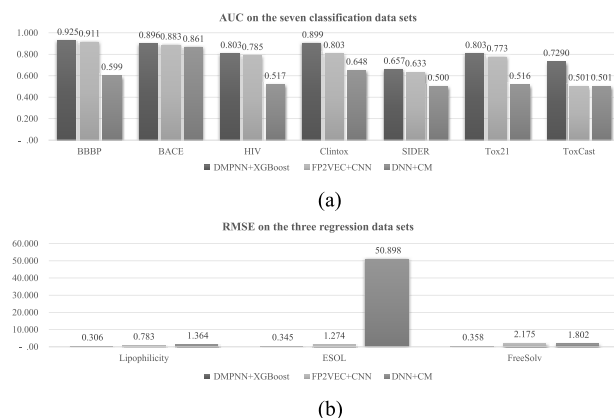 AUC on the seven classification data sets
1.000
0.800
0.600
0.400
0.200
- .00
0.925 0.911 0.599
0.896 0.883 0.861
0.803 0.785 0.517
0.899 0.803 0.648
0.657 0.633 0.500
0.803 0.773 0.516
0.7290 0.501 0.501
BBBP BACE HIV Clintox SIDER Tox21 ToxCast
DMPNN+XGBoost FP2VEC+CNN DNN+CM
(a)
RMSE on the three regression data sets
60.000
50.000
40.000
30.000
20.000
10.000
- .00
0.306 0.783 1.364
0.345 1.274 50.898
0.358 2.175 1.802
Lipophilicity ESOL FreeSolv
DMPNN+XGBoost FP2VEC+CNN DNN+CM
(b)